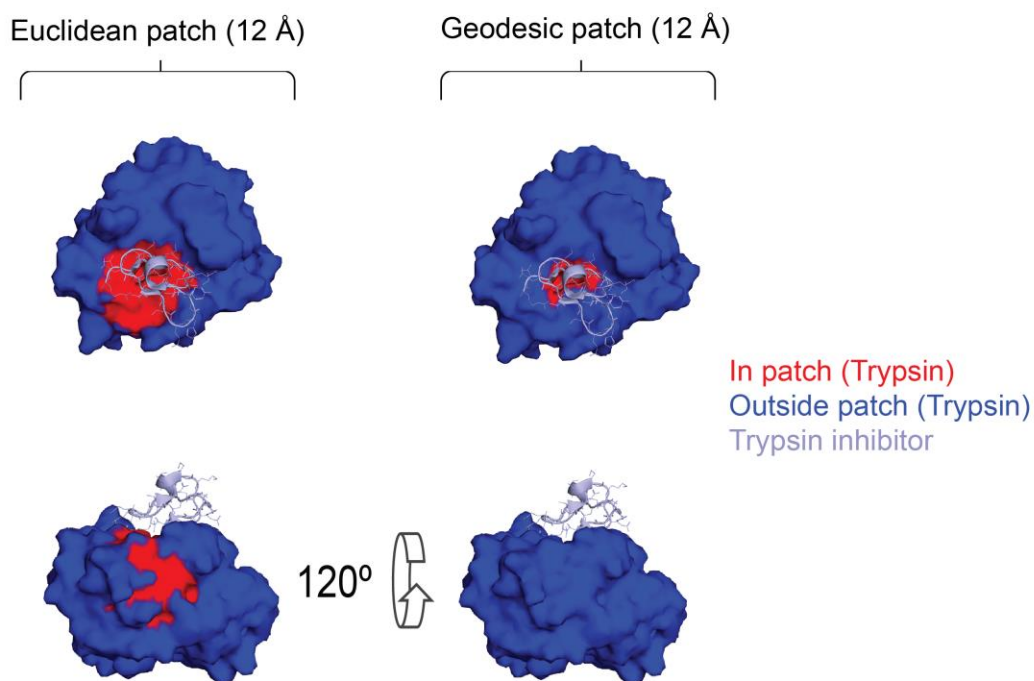 Euclidean patch (12 Å)
Geodesic patch (12 Å)
In patch (Trypsin)
Outside patch (Trypsin)
Trypsin inhibitor
120º